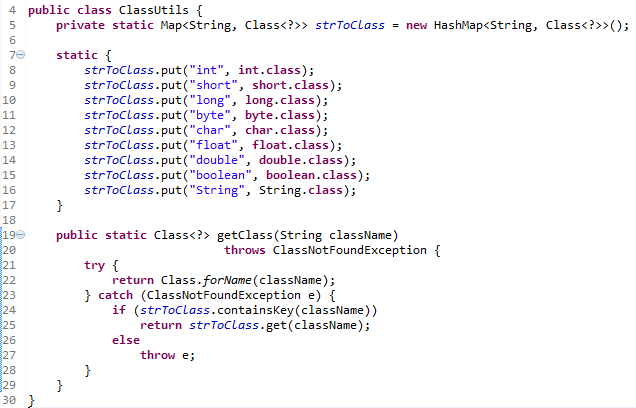 4 public class ClassUtils {
5     private static Map<String, Class<?>> strToClass = new HashMap<String, Class<?>>();
6
7     static {
8         strToClass.put("int", int.class);
9         strToClass.put("short", short.class);
10         strToClass.put("long", long.class);
11         strToClass.put("byte", byte.class);
12         strToClass.put("char", char.class);
13         strToClass.put("float", float.class);
14         strToClass.put("double", double.class);
15         strToClass.put("boolean", boolean.class);
16         strToClass.put("String", String.class);
17     }
18
19     public static Class<?> getClass(String className)
20                             throws ClassNotFoundException {
21         try {
22             return Class.forName(className);
23         } catch (ClassNotFoundException e) {
24             if (strToClass.containsKey(className))
25                 return strToClass.get(className);
26             else
27                 throw e;
28         }
29     }
30 }